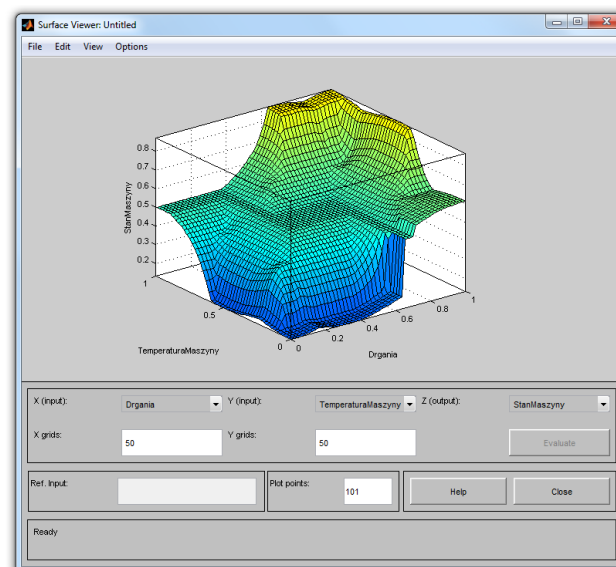 Surface Viewer: Untitled
File Edit View Options
0.8
0.7
0.6
0.5
0.4
0.3
0.2
StanMaszyny
1
0.5
0
TemperaturaMaszyny
0
0.2
0.4
0.6
0.8
1
Drgania
X (input): Drgania Y (input): TemperaturaMaszyny Z (output): StanMaszyny
X grids: 50 Y grids: 50 Evaluate
Ref. Input: Plot points: 101 Help Close
Ready